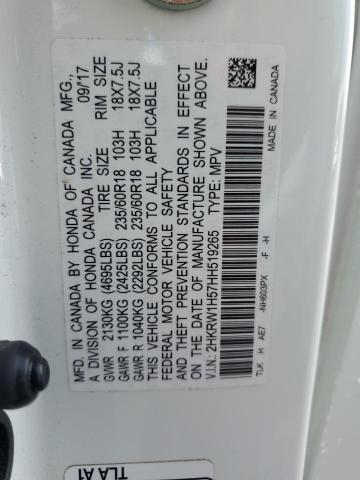 MADE IN CANADA BY HONDA OF CANADA MFG.,
A DIVISION OF HONDA CANADA INC. 09/17
TIRE SIZE RIM SIZE
GVWR 2130KG (4695LBS)
GAWR F 1100KG (2425LBS) 235/60R18 103H 18X7.5J
GAWR R 1040KG (2292LBS) 235/60R18 103H 18X7.5J
THIS VEHICLE CONFORMS TO ALL APPLICABLE
FEDERAL MOTOR VEHICLE SAFETY
AND THEFT PREVENTION STANDARDS IN EFFECT
ON THE DATE OF MANUFACTURE SHOWN ABOVE.
V.I.N.: 2HKRW1H57HH519265 TYPE: MPV
TLK H AE7 -NH603PX -F -H
MADE IN CANADA
TLA A1